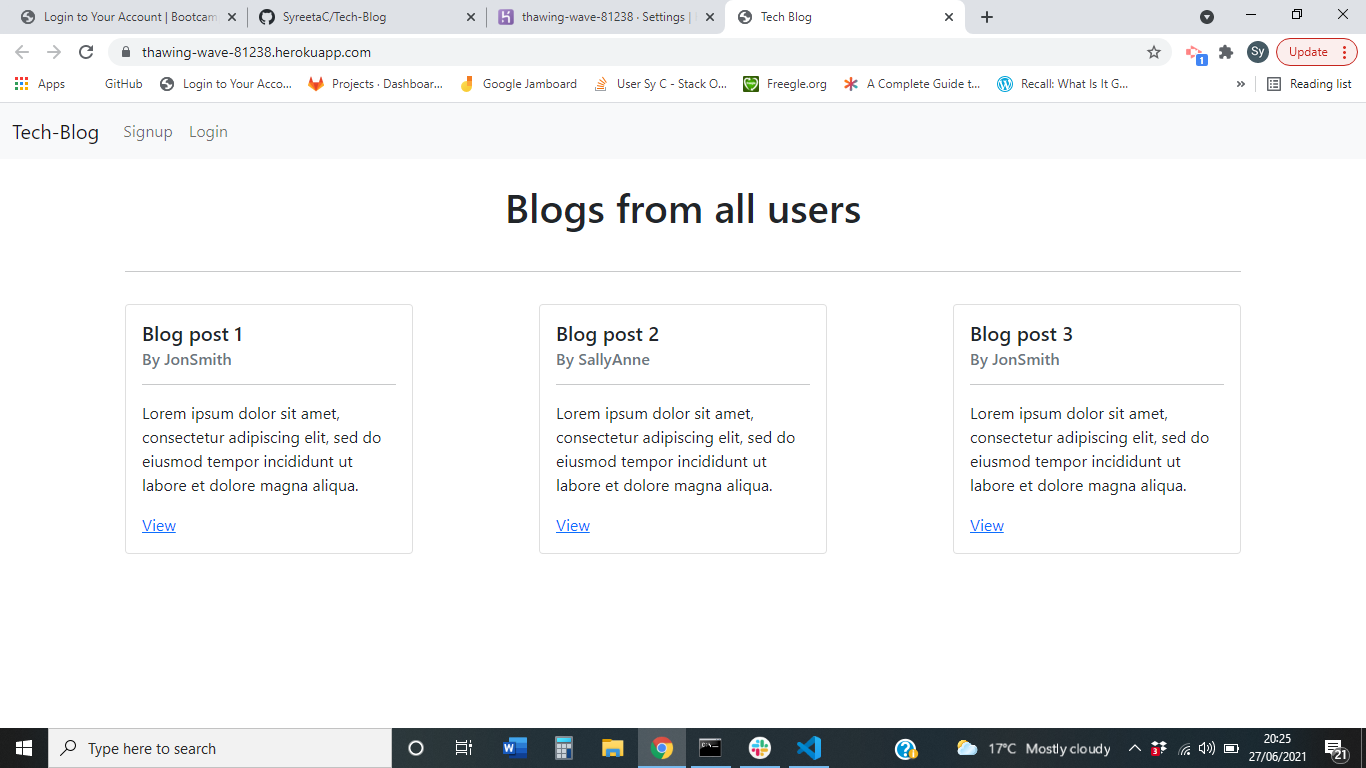 Login to Your Account | Bootcam
SyreetaC/Tech-Blog
thawing-wave-81238 · Settings |
Tech Blog
thawing-wave-81238.herokuapp.com
1
Sy
Update
Apps
GitHub
Login to Your Acco...
Projects · Dashboar...
Google Jamboard
User Sy C - Stack O...
Freegle.org
A Complete Guide t...
Recall: What Is It G...
»
Reading list
Tech-Blog
Signup
Login
Blogs from all users
Blog post 1
By JonSmith
Lorem ipsum dolor sit amet,
consectetur adipiscing elit, sed do
eiusmod tempor incididunt ut
labore et dolore magna aliqua.
View
Blog post 2
By SallyAnne
Lorem ipsum dolor sit amet,
consectetur adipiscing elit, sed do
eiusmod tempor incididunt ut
labore et dolore magna aliqua.
View
Blog post 3
By JonSmith
Lorem ipsum dolor sit amet,
consectetur adipiscing elit, sed do
eiusmod tempor incididunt ut
labore et dolore magna aliqua.
View
Type here to search
17°C Mostly cloudy
3
20:25
27/06/2021
21